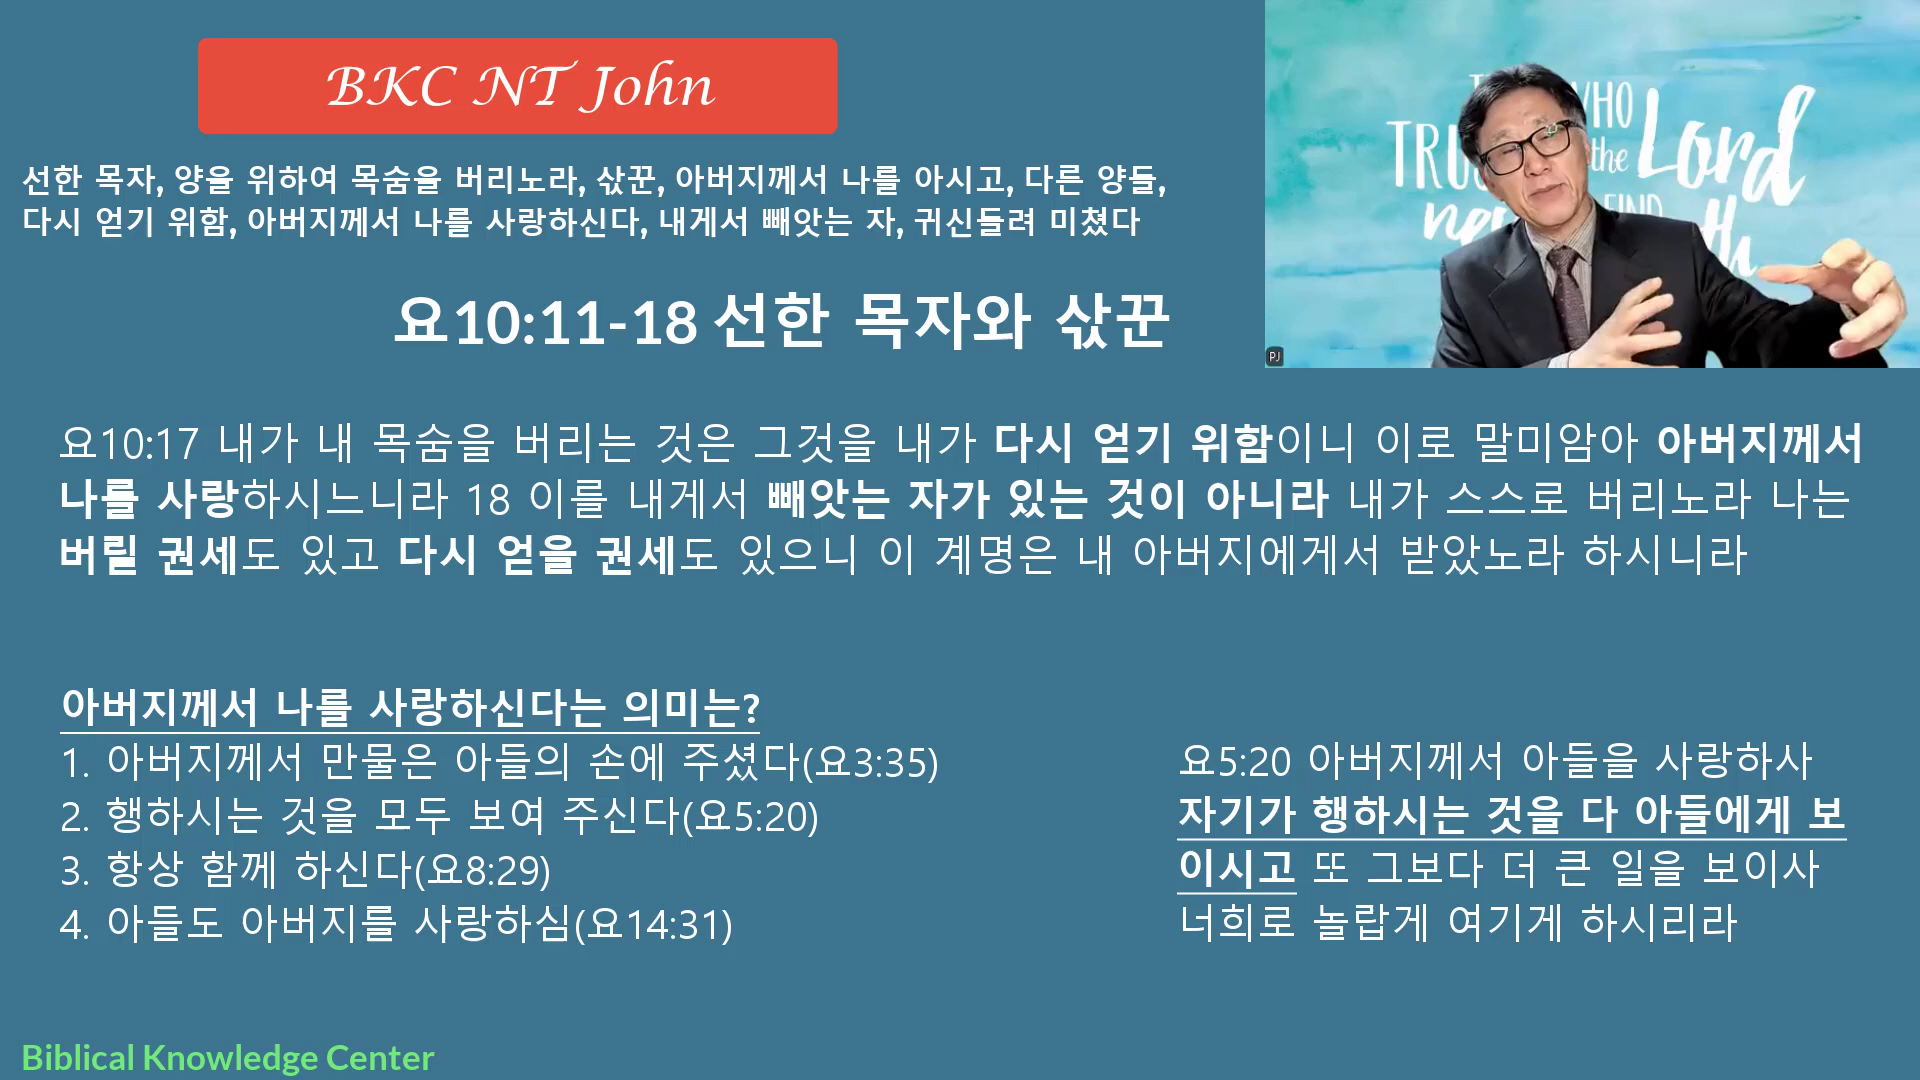 BKC NT John
선한 목자, 양을 위하여 목숨을 버리노라, 삯꾼, 아버지께서 나를 아시고, 다른 양들,
다시 얻기 위함, 아버지께서 나를 사랑하신다, 내게서 빼앗는 자, 귀신들려 미쳤다
요10:11-18 선한 목자와 삯꾼
WHO
the Lord
FIND
PJ
요10:17 내가 내 목숨을 버리는 것은 그것을 내가 다시 얻기 위함이니 이로 말미암아 아버지께서
나를 사랑하시느니라 18 이를 내게서 빼앗는 자가 있는 것이 아니라 내가 스스로 버리노라 나는
버릴 권세도 있고 다시 얻을 권세도 있으니 이 계명은 내 아버지에게서 받았노라 하시니라
아버지께서 나를 사랑하신다는 의미는?
1. 아버지께서 만물은 아들의 손에 주셨다(요3:35)
2. 행하시는 것을 모두 보여 주신다(요5:20)
3. 항상 함께 하신다(요8:29)
4. 아들도 아버지를 사랑하심(요14:31)
요5:20 아버지께서 아들을 사랑하사
자기가 행하시는 것을 다 아들에게 보
이시고 또 그보다 더 큰 일을 보이사
너희로 놀랍게 여기게 하시리라
Biblical Knowledge Center